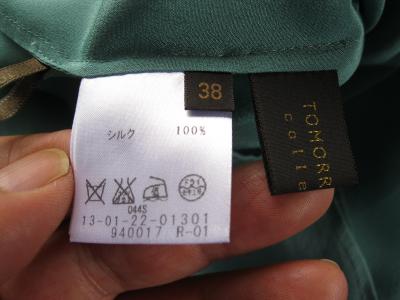 38
TOMORR
colle
シルク 100%
044S
13-01-22-01301
940017 R-01